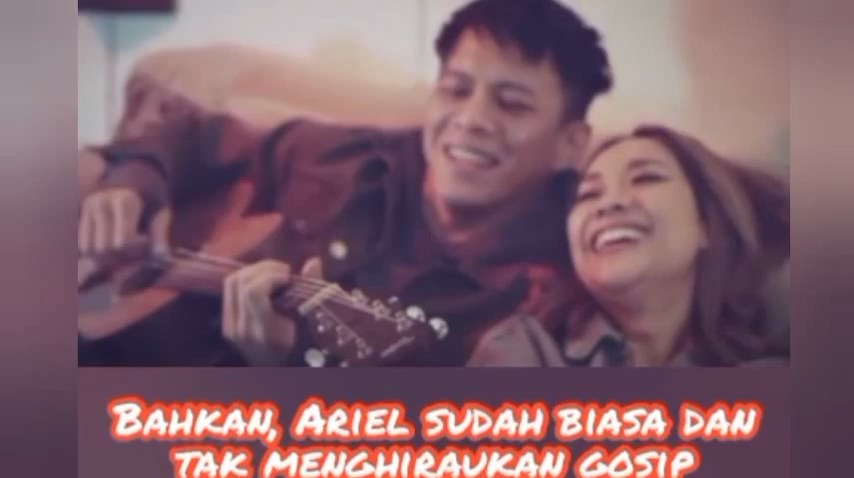 BAHKAN, ARIEL SUDAH BIASA DAN
TAK MENGHIRAUKAN GOSIP